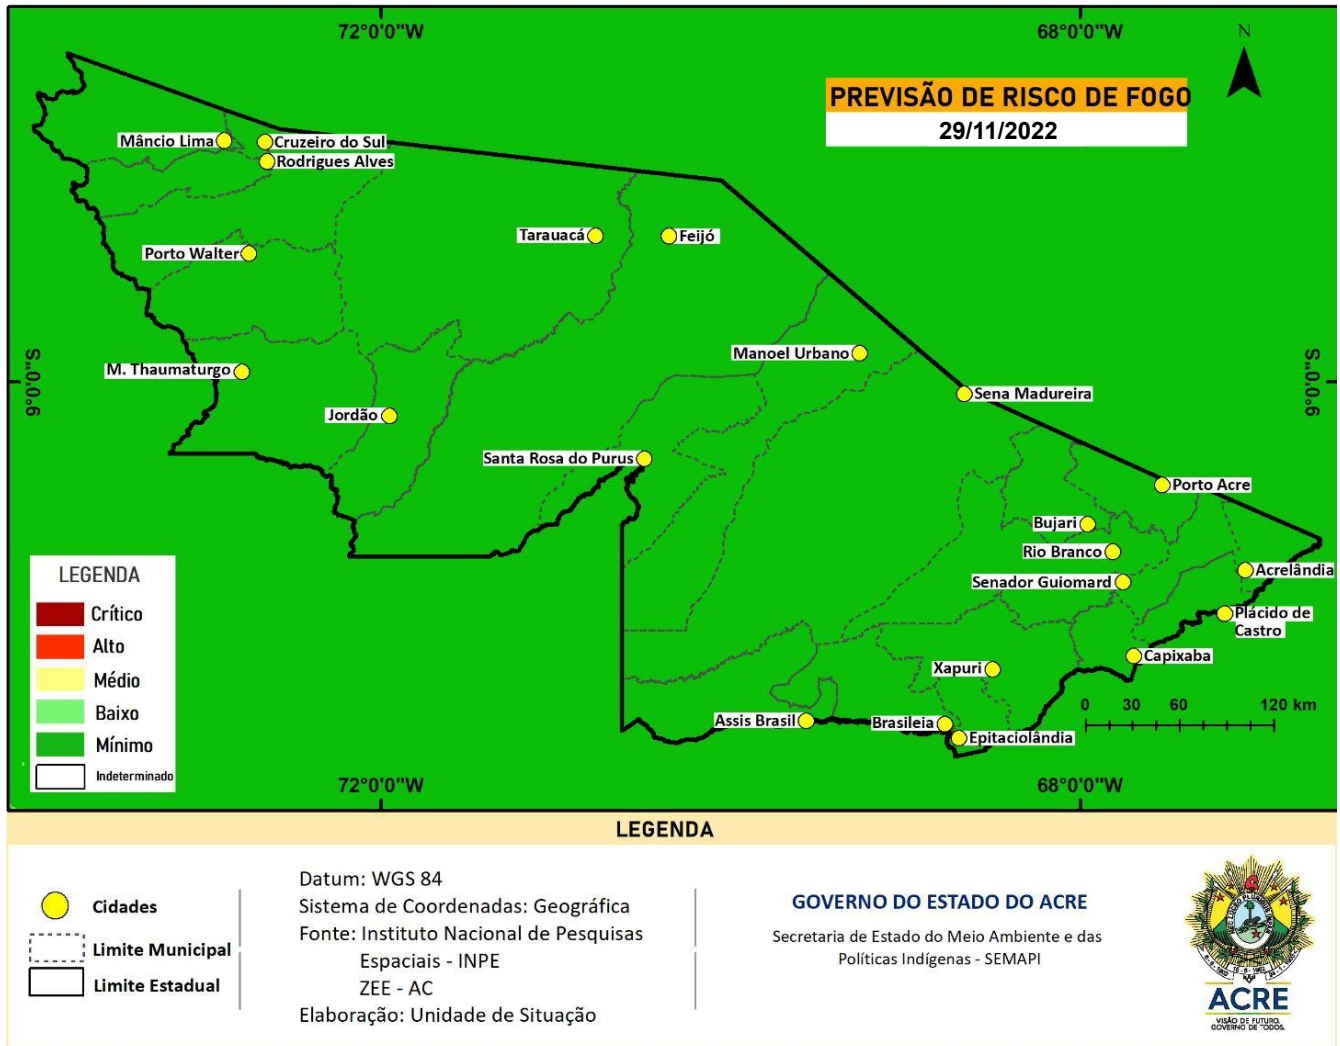 72°0'0"W
68°0'0"W
N
PREVISÃO DE RISCO DE FOGO
29/11/2022
Mâncio Lima
Cruzeiro do Sul
Rodrigues Alves
Tarauacá
Feijó
Porto Walter
Manoel Urbano
M. Thaumaturgo
9°0'0"S
9°0'0"S
Sena Madureira
Jordão
Santa Rosa do Purus
Porto Acre
Bujari
Rio Branco
Senador Guiomard
Acrelândia
Plácido de
Castro
Capixaba
Xapuri
Assis Brasil
Brasileia
Epitaciolândia
0 30 60 120 km
LEGENDA
Crítico
Alto
Médio
Baixo
Mínimo
Indeterminado
72°0'0"W
68°0'0"W
LEGENDA
Cidades
Limite Municipal
Limite Estadual
Datum: WGS 84
Sistema de Coordenadas: Geográfica
Fonte: Instituto Nacional de Pesquisas
Espaciais - INPE
ZEE - AC
Elaboração: Unidade de Situação
GOVERNO DO ESTADO DO ACRE
Secretaria de Estado do Meio Ambiente e das
Políticas Indígenas - SEMAPI
ACRE
VISÃO DE FUTURO.
GOVERNO DE TODOS.